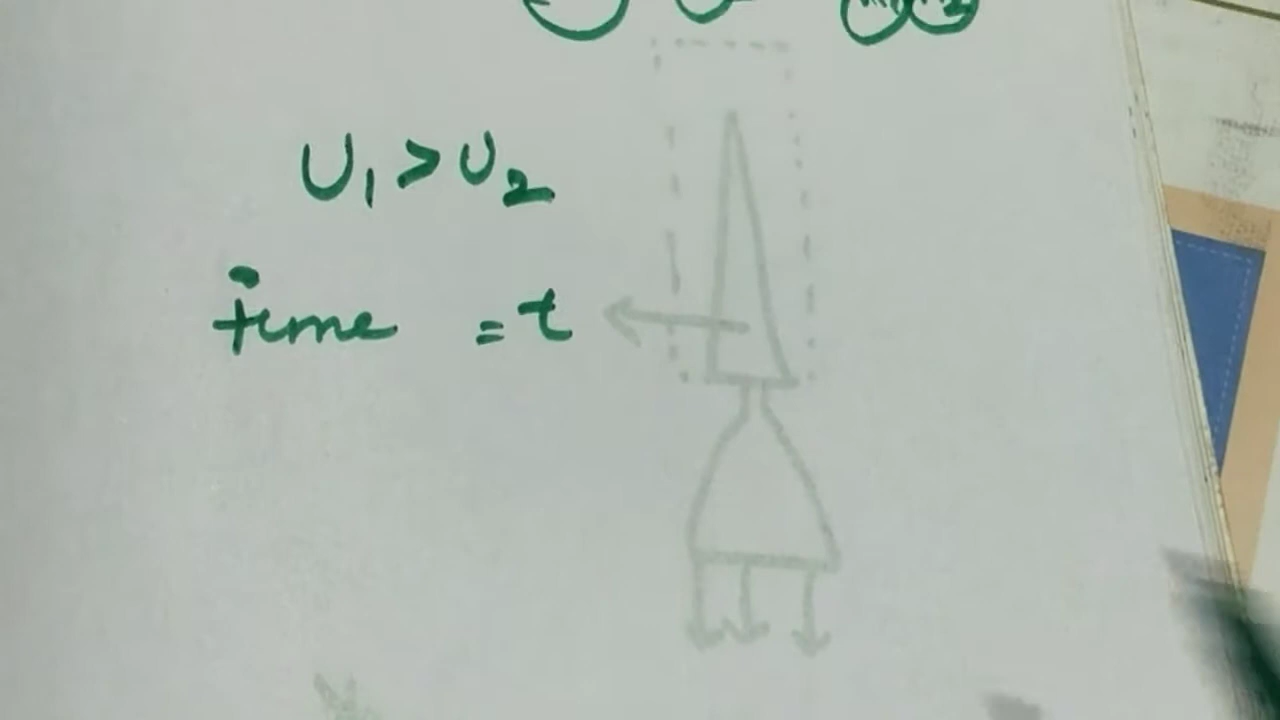 U₁ > U₂
time = t